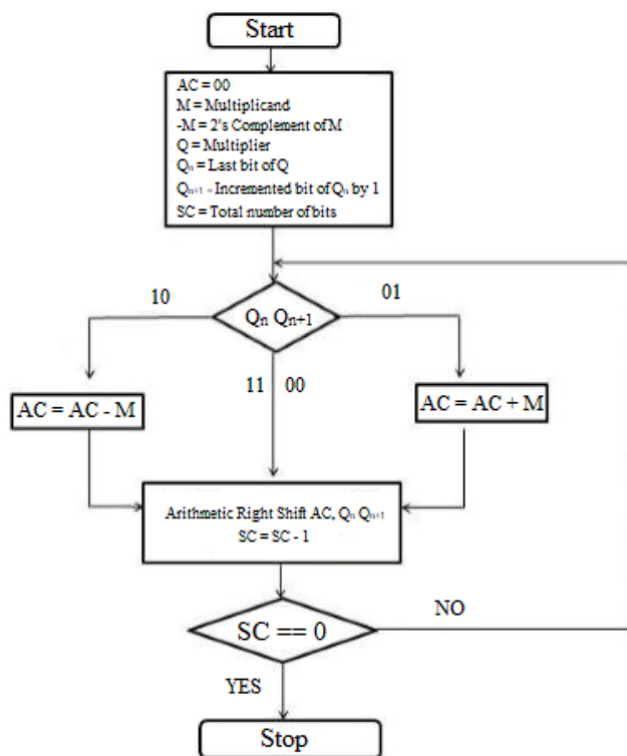 Start
AC = 00
M = Multiplicand
-M = 2's Complement of M
Q = Multiplier
Qn = Last bit of Q
Qn+1 = Incremented bit of Qn by 1
SC = Total number of bits
10
01
Qn Qn+1
11 00
AC = AC - M
AC = AC + M
Arithmetic Right Shift AC, Qn Qn+1
SC = SC - 1
NO
SC == 0
YES
Stop